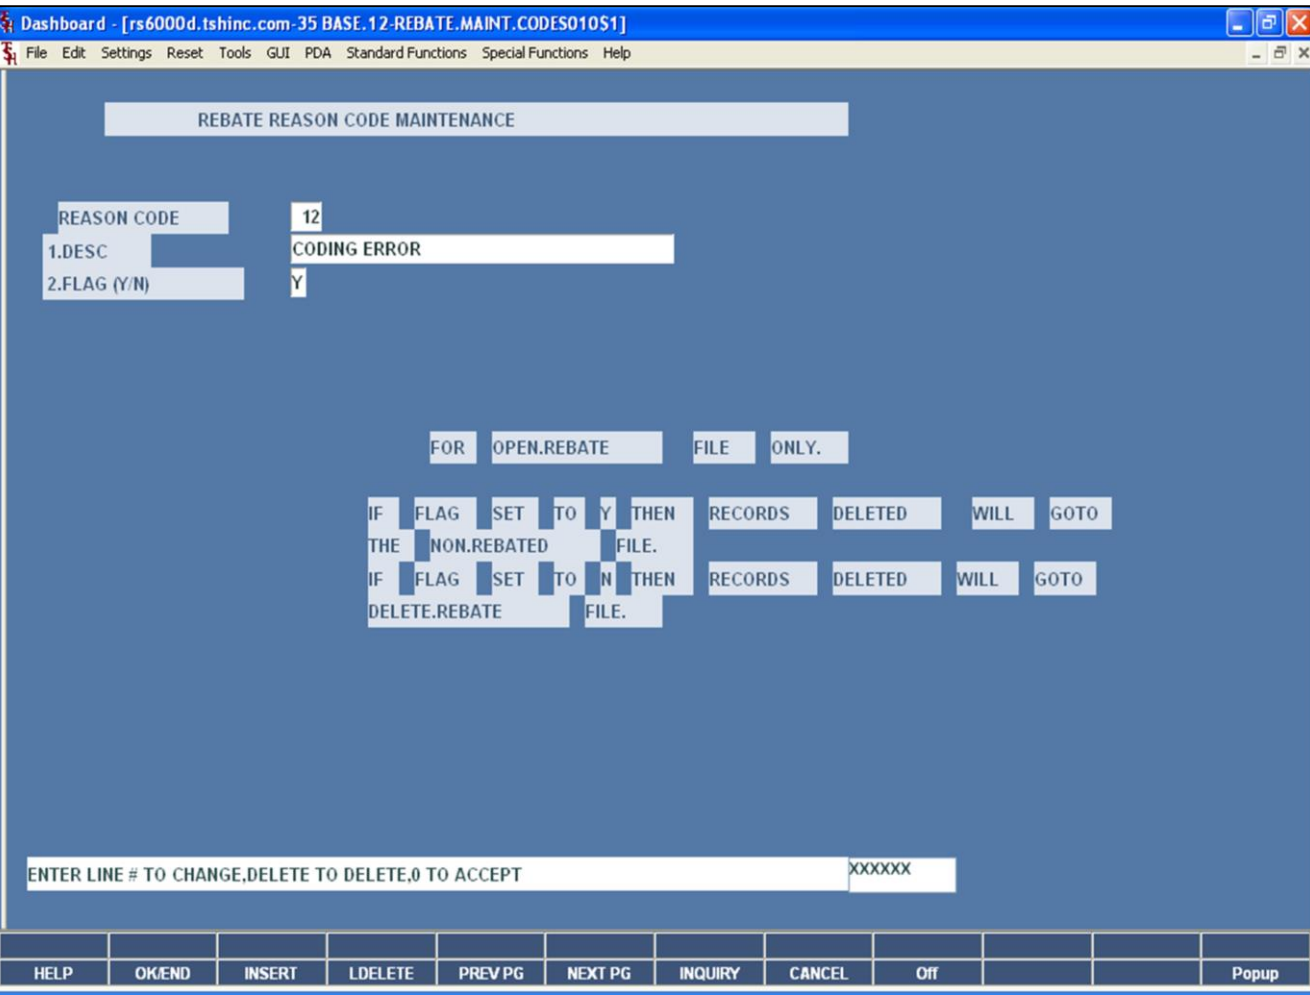 Dashboard - [rs6000d.tshinc.com-35 BASE.12-REBATE.MAINT.CODES010$1]
File Edit Settings Reset Tools GUI PDA Standard Functions Special Functions Help
REBATE REASON CODE MAINTENANCE
REASON CODE 12
1.DESC CODING ERROR
2.FLAG (Y/N) Y
FOR OPEN.REBATE FILE ONLY.
IF FLAG SET TO Y THEN RECORDS DELETED WILL GOTO
THE NON.REBATED FILE.
IF FLAG SET TO N THEN RECORDS DELETED WILL GOTO
DELETE.REBATE FILE.
ENTER LINE # TO CHANGE,DELETE TO DELETE,0 TO ACCEPT XXXXXX
HELP OK/END INSERT LDELETE PREV PG NEXT PG INQUIRY CANCEL Off Popup